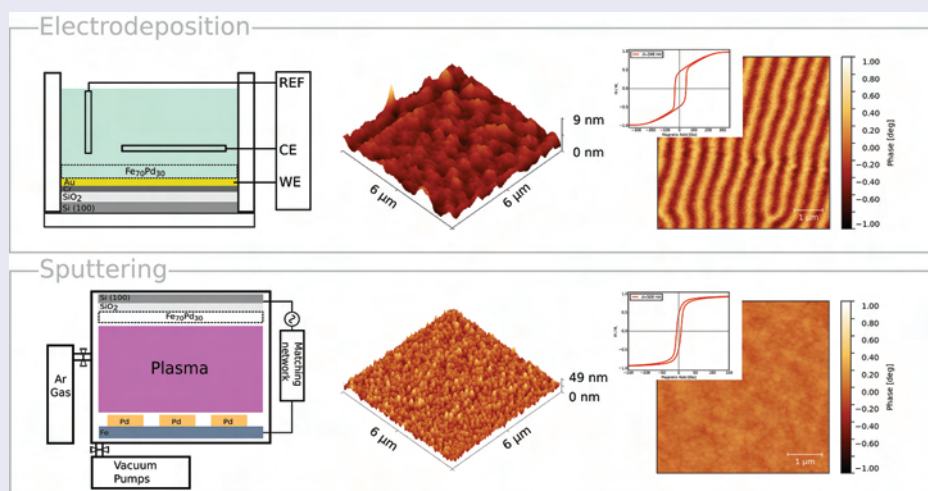 Electrodeposition
REF
CE
WE
Fe₇₀Pd₃₀
Au
Cr
SiO₂
Si (100)
9 nm
0 nm
6 µm
6 µm
1.00
0.80
0.60
0.40
0.20
0.00
−0.20
−0.40
−0.60
−0.80
−1.00
Phase [deg]
1 µm
Sputtering
Si (100)
SiO₂
Fe₇₀Pd₃₀
Plasma
Ar
Gas
Matching
network
Pd
Pd
Pd
Fe
Vacuum
Pumps
49 nm
0 nm
6 µm
6 µm
1.00
0.80
0.60
0.40
0.20
0.00
−0.20
−0.40
−0.60
−0.80
−1.00
Phase [deg]
1 µm